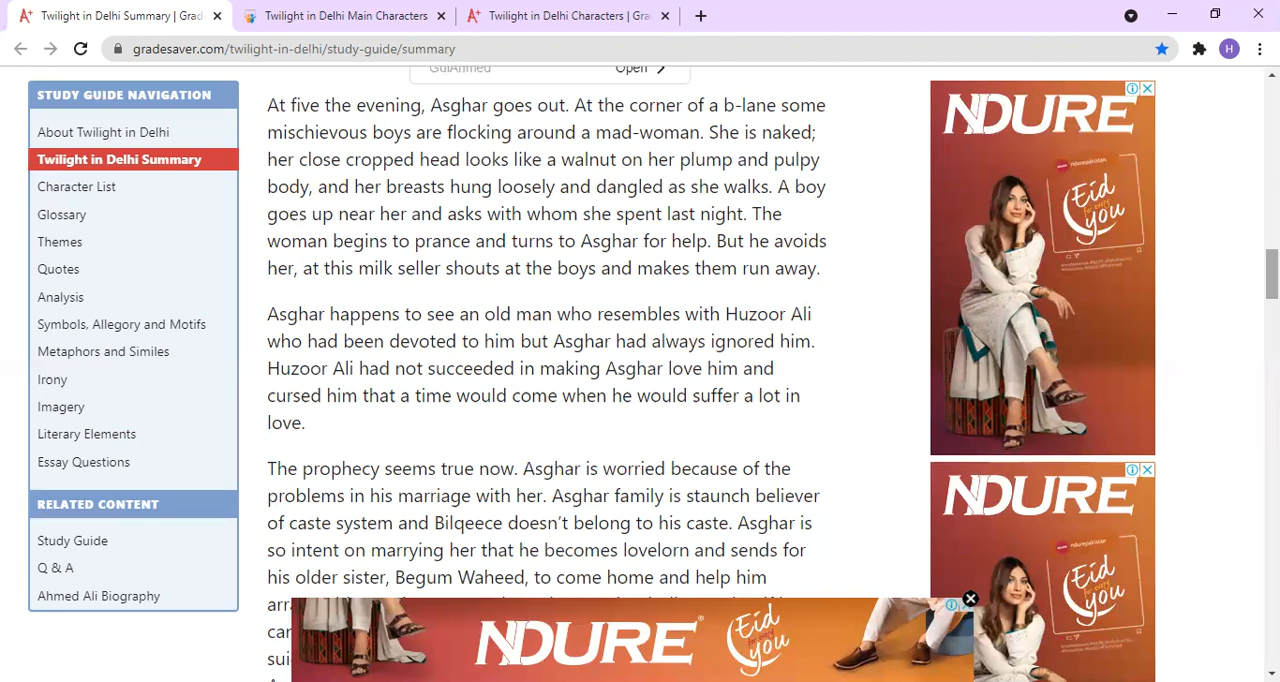 Twilight in Delhi Summary | Grad
Twilight in Delhi Main Characters
Twilight in Delhi Characters | Gra
gradesaver.com/twilight-in-delhi/study-guide/summary
H
GulAhmed
Open
STUDY GUIDE NAVIGATION
About Twilight in Delhi
Twilight in Delhi Summary
Character List
Glossary
Themes
Quotes
Analysis
Symbols, Allegory and Motifs
Metaphors and Similes
Irony
Imagery
Literary Elements
Essay Questions
RELATED CONTENT
Study Guide
Q & A
Ahmed Ali Biography
At five the evening, Asghar goes out. At the corner of a b-lane some
mischievous boys are flocking around a mad-woman. She is naked;
her close cropped head looks like a walnut on her plump and pulpy
body, and her breasts hung loosely and dangled as she walks. A boy
goes up near her and asks with whom she spent last night. The
woman begins to prance and turns to Asghar for help. But he avoids
her, at this milk seller shouts at the boys and makes them run away.
Asghar happens to see an old man who resembles with Huzoor Ali
who had been devoted to him but Asghar had always ignored him.
Huzoor Ali had not succeeded in making Asghar love him and
cursed him that a time would come when he would suffer a lot in
love.
The prophecy seems true now. Asghar is worried because of the
problems in his marriage with her. Asghar family is staunch believer
of caste system and Bilqeece doesn't belong to his caste. Asghar is
so intent on marrying her that he becomes lovelorn and sends for
his older sister, Begum Waheed, to come home and help him
arra
can
sui
NDURE
ndurepakistan
Eid
for every
you
NDURE
ndurepakistan
Eid
for every
you
NDURE
Eid
for every
you